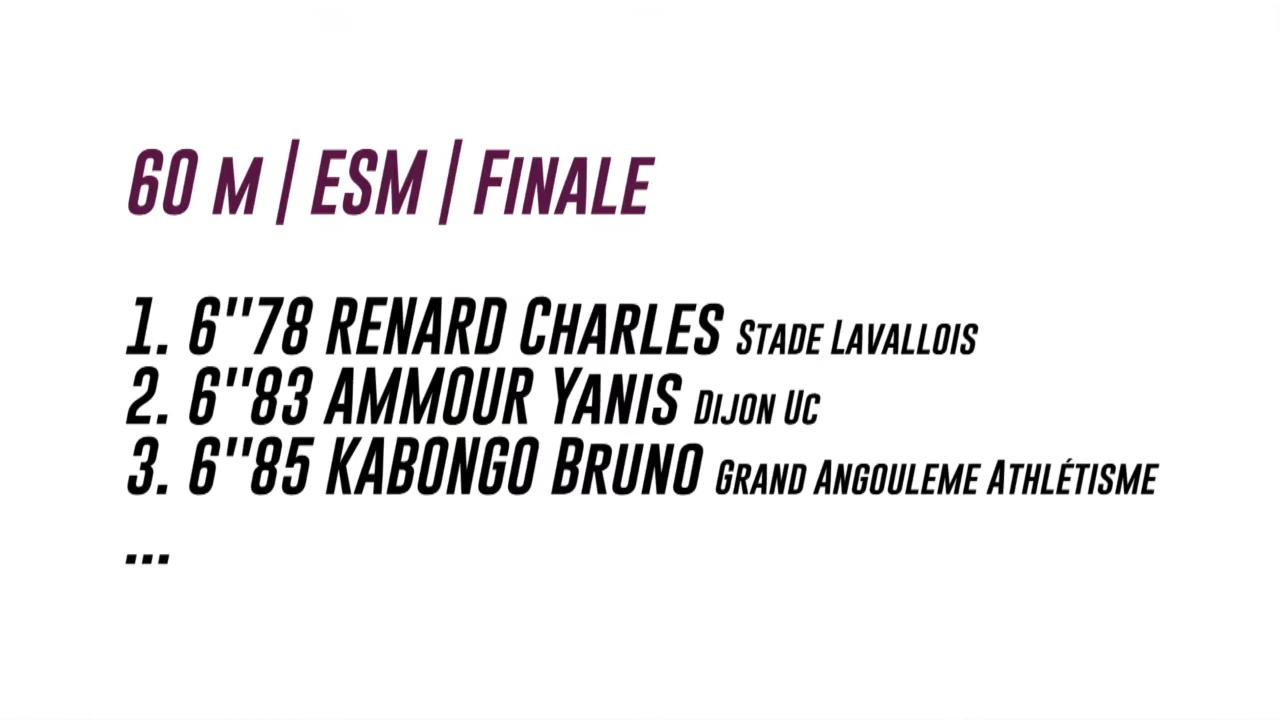 60 m | ESM | Finale
1. 6''78 RENARD Charles Stade Lavallois
2. 6''83 AMMOUR Yanis Dijon Uc
3. 6''85 KABONGO Bruno Grand Angouleme Athlétisme
...